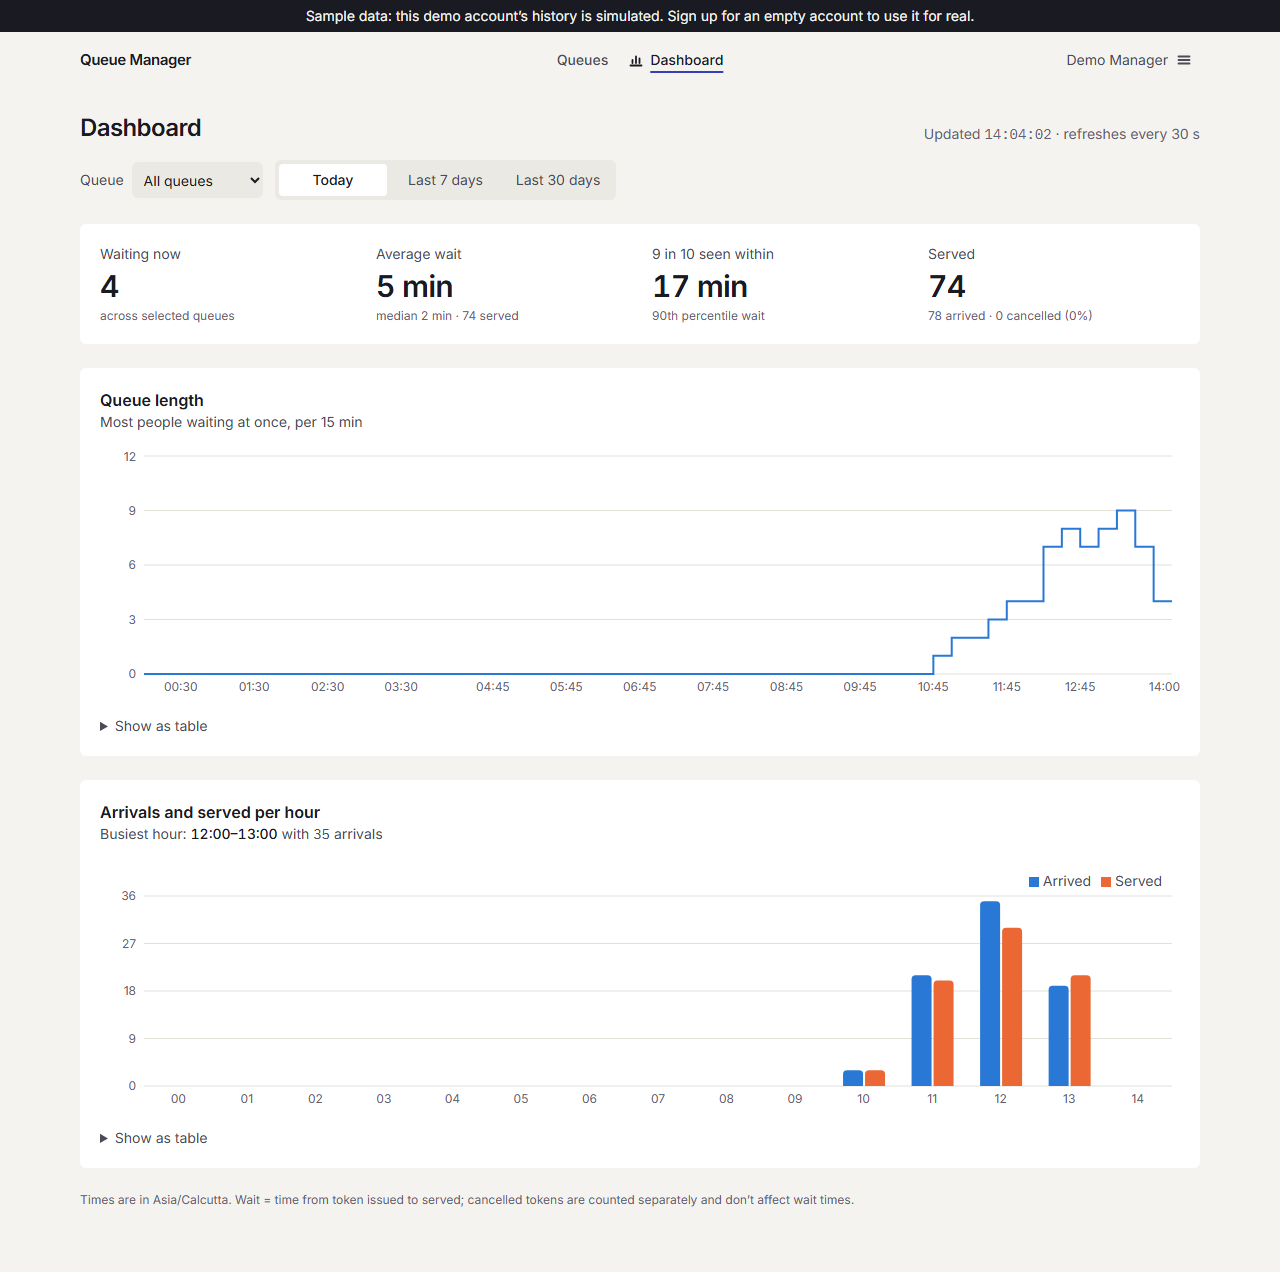 Sample data: this demo account’s history is simulated. Sign up for an empty account to use it for real.
Queue Manager
Queues
Dashboard
Demo Manager
Dashboard
Updated 14:04:02 · refreshes every 30 s
Queue
All queues
Today
Last 7 days
Last 30 days
Waiting now
4
across selected queues
Average wait
5 min
median 2 min · 74 served
9 in 10 seen within
17 min
90th percentile wait
Served
74
78 arrived · 0 cancelled (0%)
Queue length
Most people waiting at once, per 15 min
12
9
6
3
0
00:30 01:30 02:30 03:30 04:45 05:45 06:45 07:45 08:45 09:45 10:45 11:45 12:45 14:00
Show as table
Arrivals and served per hour
Busiest hour: 12:00–13:00 with 35 arrivals
Arrived Served
36
27
18
9
0
00 01 02 03 04 05 06 07 08 09 10 11 12 13 14
Show as table
Times are in Asia/Calcutta. Wait = time from token issued to served; cancelled tokens are counted separately and don’t affect wait times.